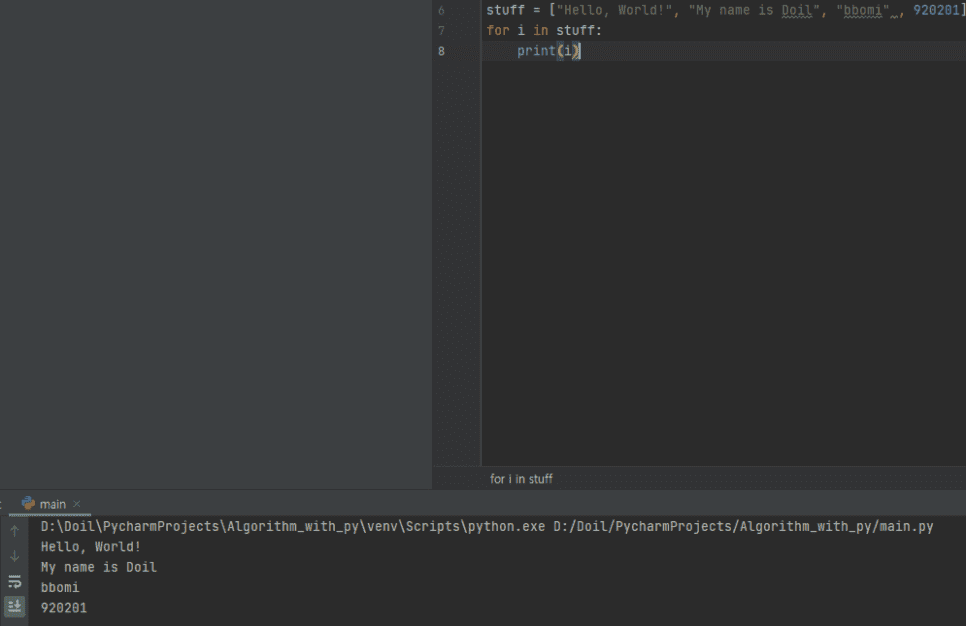 6 stuff = ["Hello, World!", "My name is Doil", "bbomi" , 920201]
7 for i in stuff:
8 print(i)
for i in stuff
main
D:\Doil\PycharmProjects\Algorithm_with_py\venv\Scripts\python.exe D:/Doil/PycharmProjects/Algorithm_with_py/main.py
Hello, World!
My name is Doil
bbomi
920201